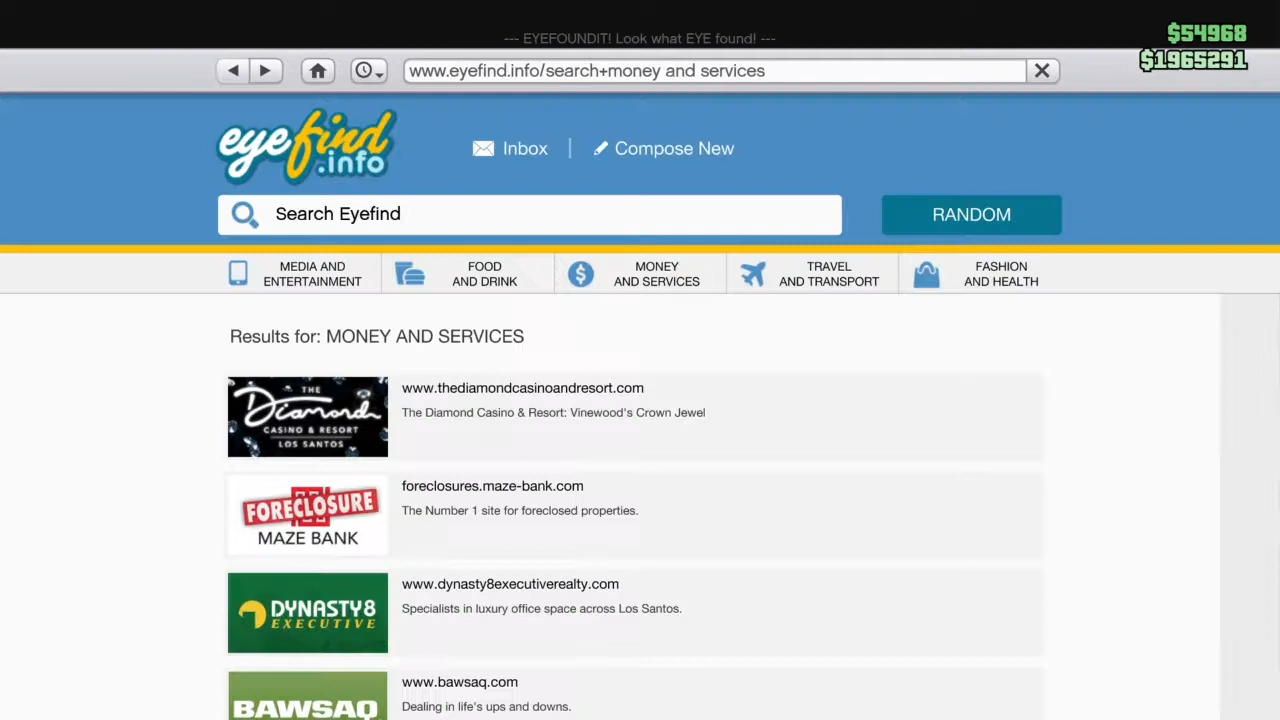 --- EYEFOUNDIT! Look what EYE found! ---
$54968
$1965291
www.eyefind.info/search+money and services
eyefind
.info
Inbox
Compose New
Search Eyefind
RANDOM
MEDIA AND
ENTERTAINMENT
FOOD
AND DRINK
MONEY
AND SERVICES
TRAVEL
AND TRANSPORT
FASHION
AND HEALTH
Results for: MONEY AND SERVICES
THE
Diamond
CASINO & RESORT
LOS SANTOS
www.thediamondcasinoandresort.com
The Diamond Casino & Resort: Vinewood's Crown Jewel
FORECLOSURE
MAZE BANK
foreclosures.maze-bank.com
The Number 1 site for foreclosed properties.
DYNASTY8
EXECUTIVE
www.dynasty8executiverealty.com
Specialists in luxury office space across Los Santos.
BAWSAQ
www.bawsaq.com
Dealing in life's ups and downs.